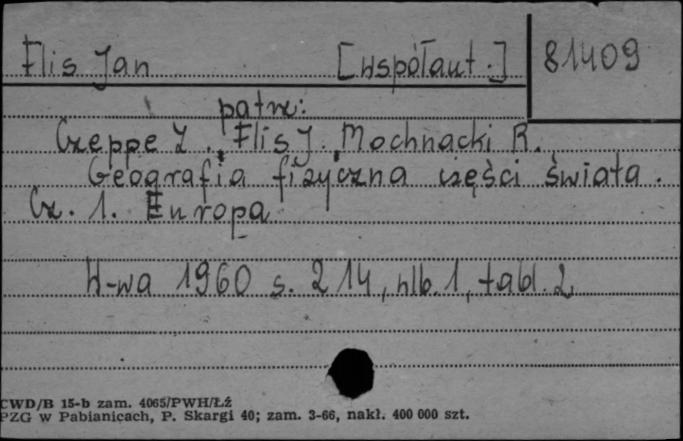 Flis Jan [współaut.] 81409
patrz:
Czeppe Z., Flis J., Mochnacki R.
Geografia fizyczna części świata.
Cz. 1. Europa
W-wa 1960 s. 214, nlb. 1, tabl. 2
CWD/B 15-b zam. 4065/PWH/Łź
PZG w Pabianicach, P. Skargi 40; zam. 3-66, nakł. 400 000 szt.